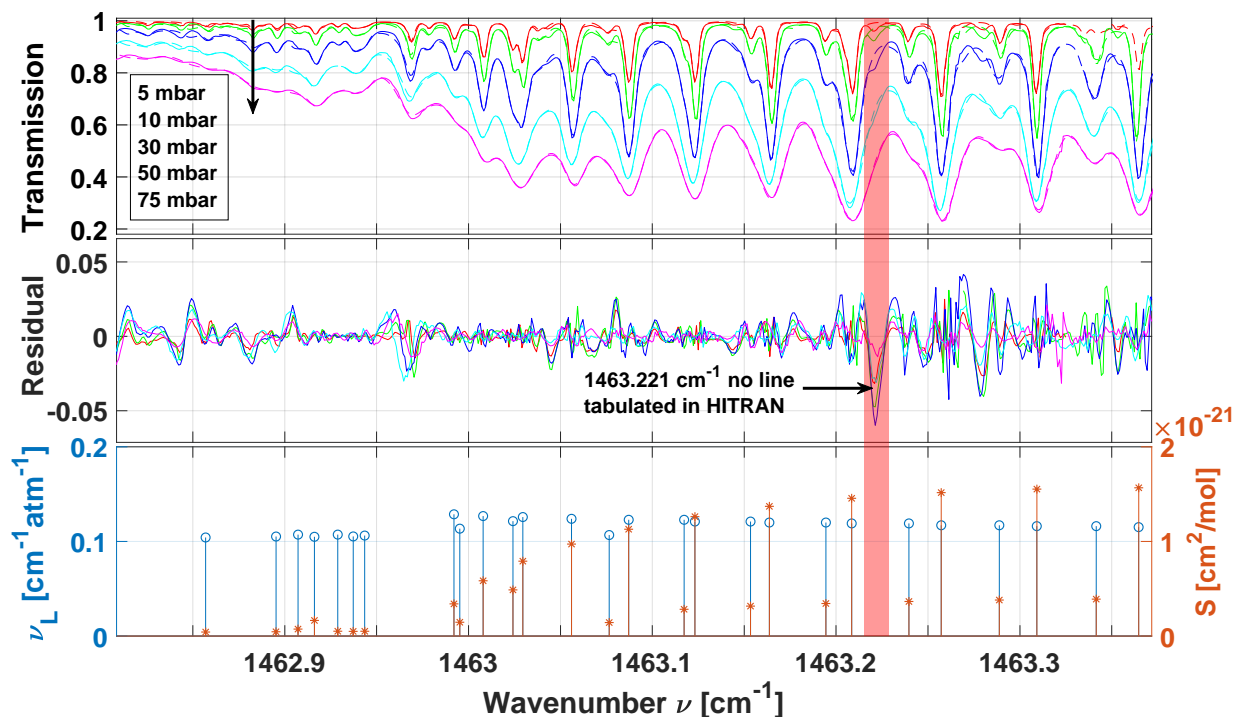 Transmission
1
0.8
0.6
0.4
0.2
5 mbar
10 mbar
30 mbar
50 mbar
75 mbar
Residual
0.05
0
-0.05
1463.221 cm⁻¹ no line
tabulated in HITRAN
×10⁻²¹
ν_L [cm⁻¹atm⁻¹]
0.2
0.1
0
2
1
0
S [cm²/mol]
1462.9 1463 1463.1 1463.2 1463.3
Wavenumber ν [cm⁻¹]